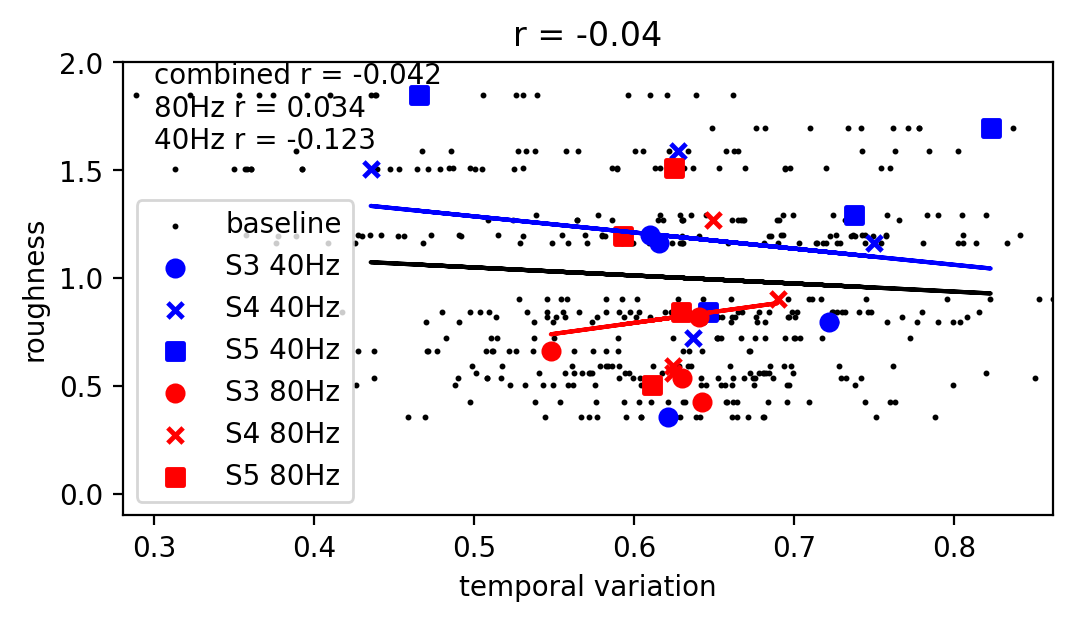 r = -0.04
combined r = -0.042
80Hz r = 0.034
40Hz r = -0.123
baseline
S3 40Hz
S4 40Hz
S5 40Hz
S3 80Hz
S4 80Hz
S5 80Hz
roughness
2.0
1.5
1.0
0.5
0.0
0.3 0.4 0.5 0.6 0.7 0.8
temporal variation